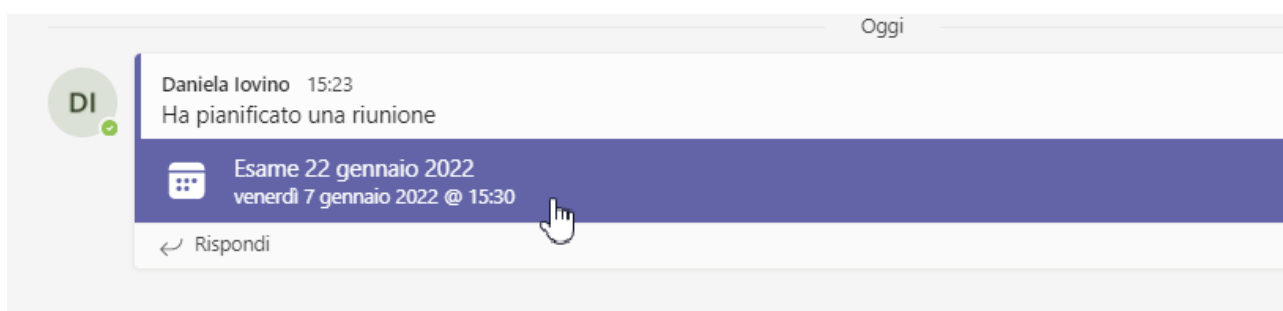 Oggi
DI
Daniela Iovino 15:23
Ha pianificato una riunione
Esame 22 gennaio 2022
venerdì 7 gennaio 2022 @ 15:30
Rispondi